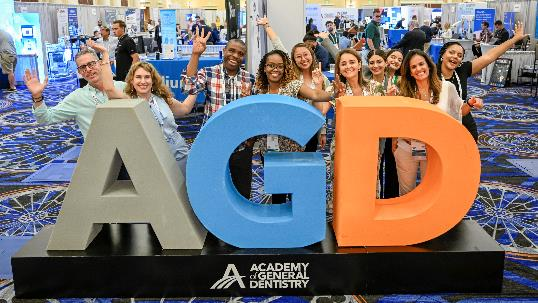 AGD
ACADEMY
of GENERAL
DENTISTRY